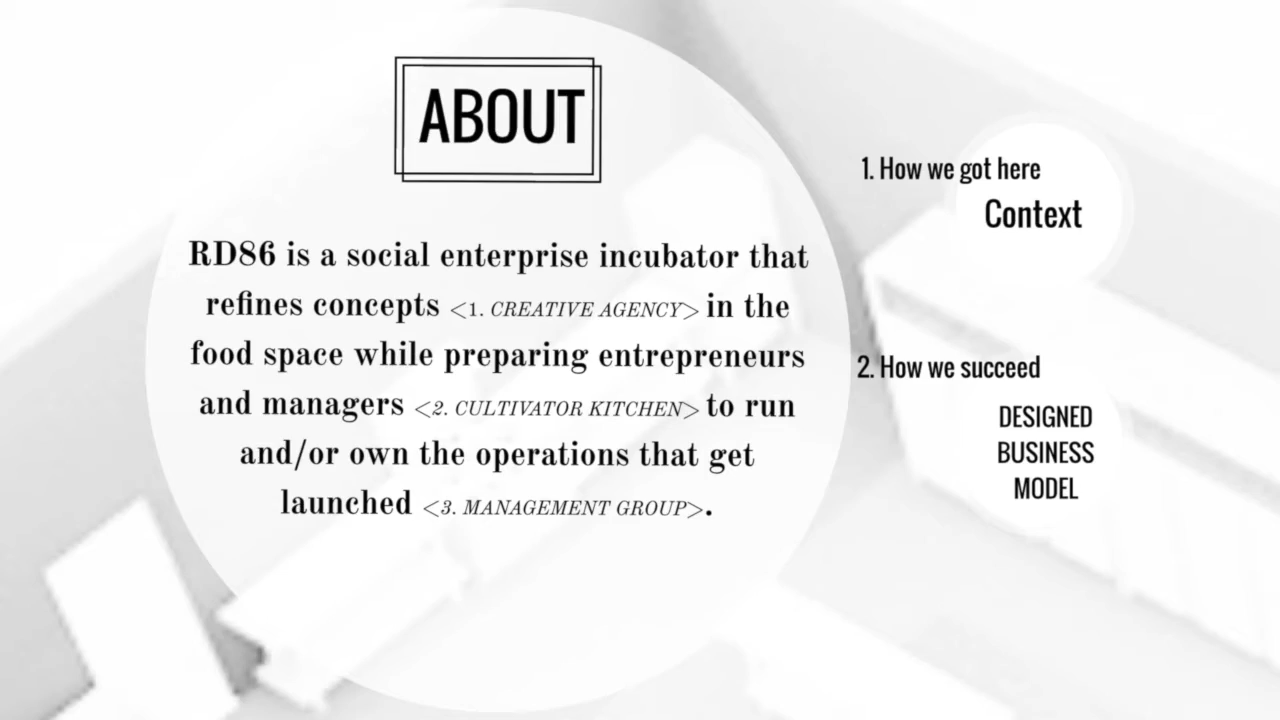 ABOUT
RD86 is a social enterprise incubator that
refines concepts <1. CREATIVE AGENCY> in the
food space while preparing entrepreneurs
and managers <2. CULTIVATOR KITCHEN> to run
and/or own the operations that get
launched <3. MANAGEMENT GROUP>.
1. How we got here
Context
2. How we succeed
DESIGNED
BUSINESS
MODEL